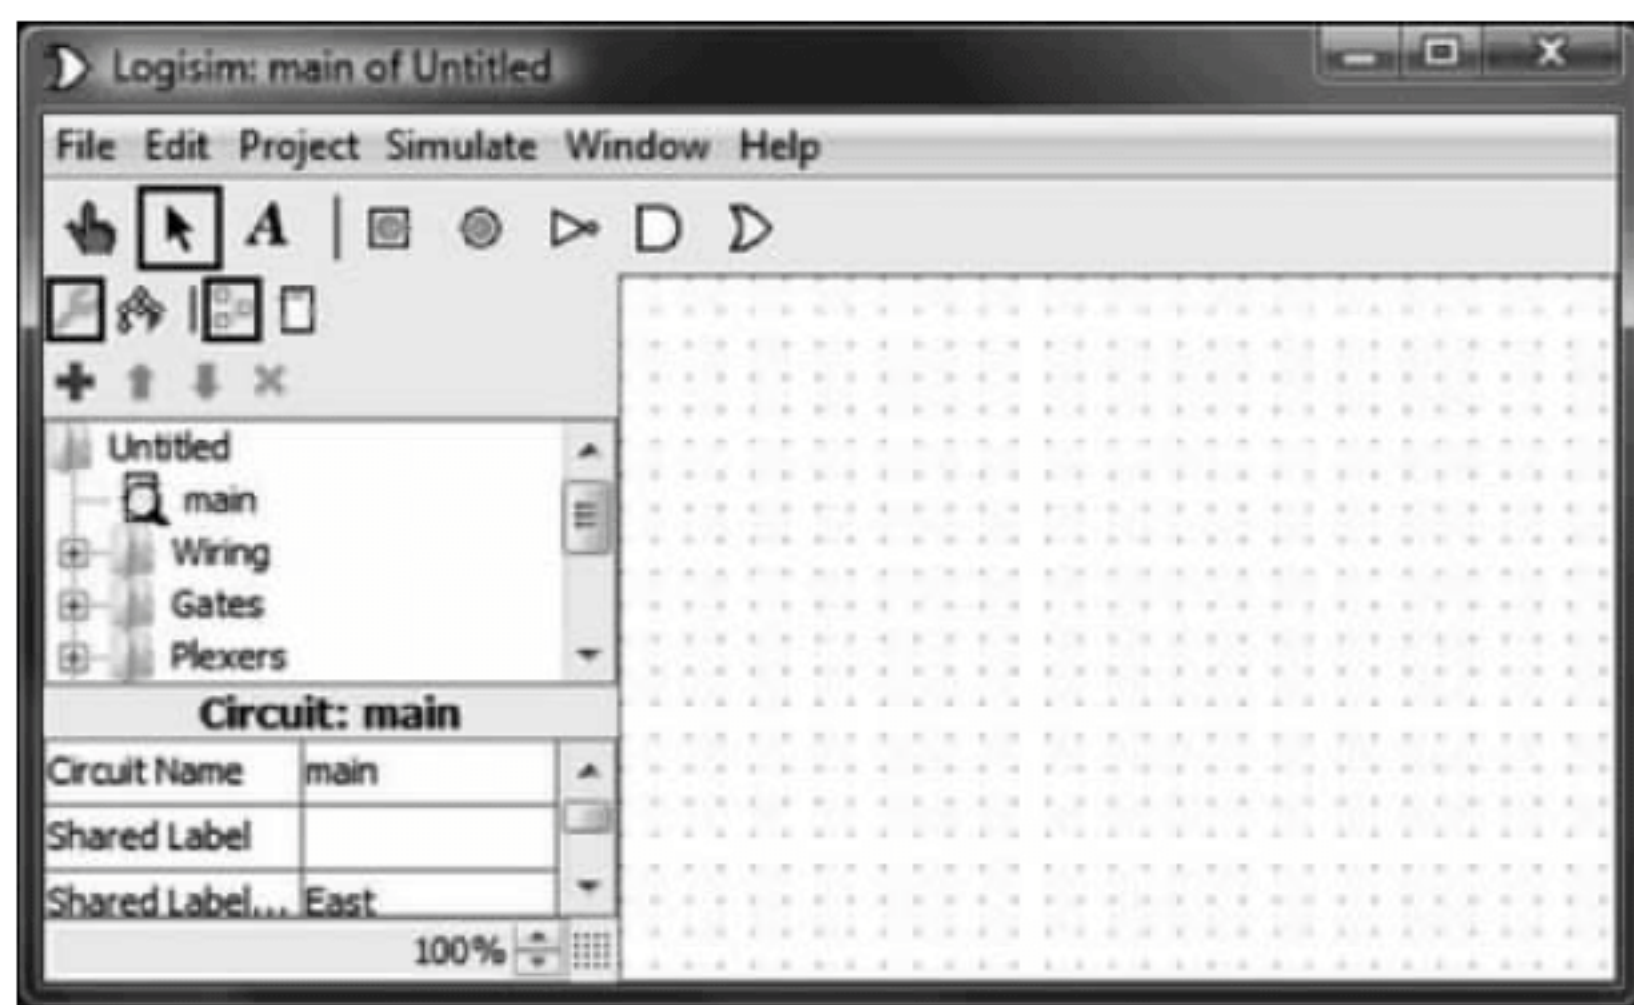 Logisim: main of Untitled
File Edit Project Simulate Window Help
A
Untitled
main
Wiring
Gates
Plexers
Circuit: main
Circuit Name main
Shared Label
Shared Label... East
100%